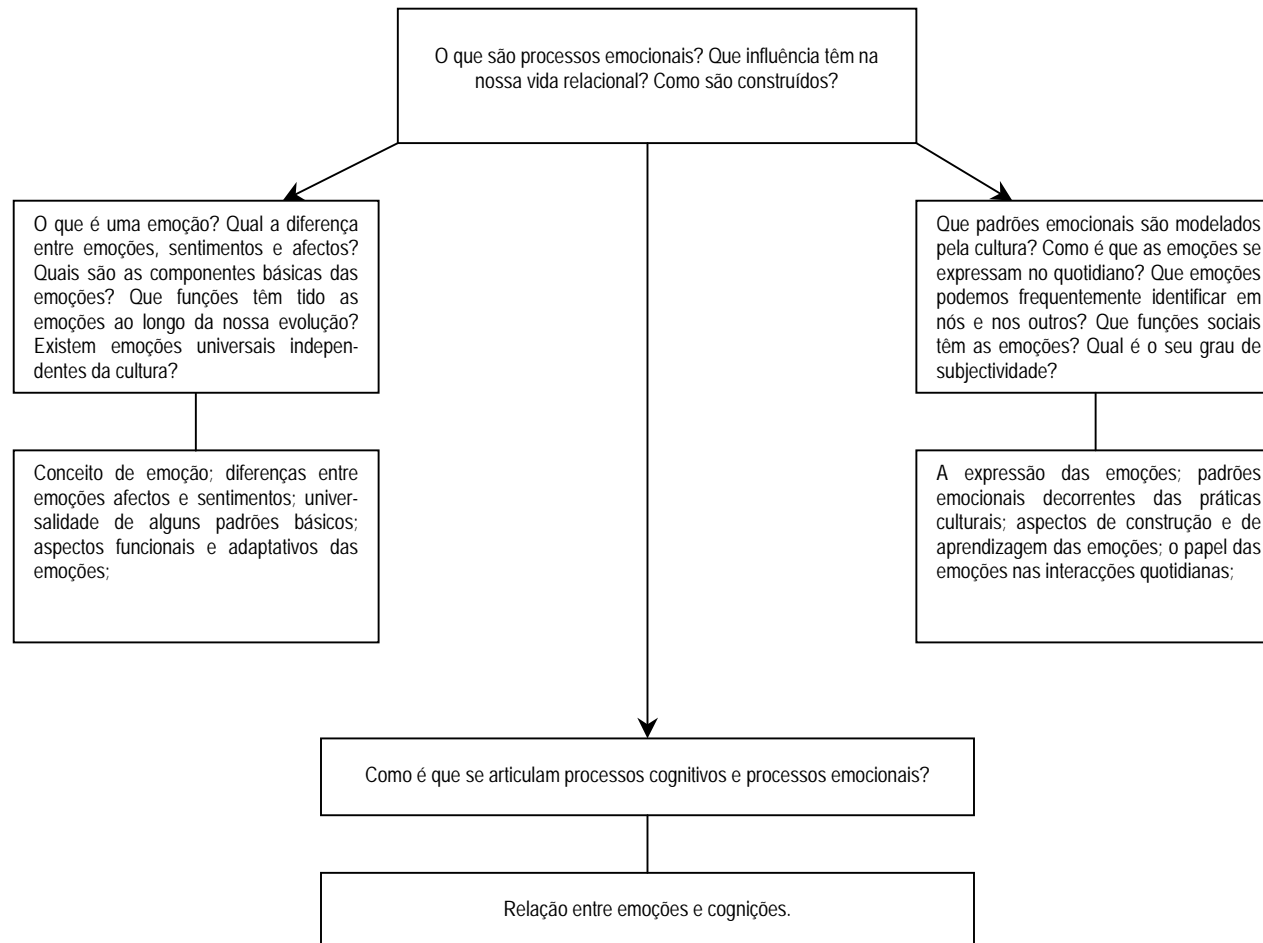 O que são processos emocionais? Que influência têm na
nossa vida relacional? Como são construídos?
O que é uma emoção? Qual a diferença
entre emoções, sentimentos e afectos?
Quais são as componentes básicas das
emoções? Que funções têm tido as
emoções ao longo da nossa evolução?
Existem emoções universais indepen-
dentes da cultura?
Conceito de emoção; diferenças entre
emoções afectos e sentimentos; univer-
salidade de alguns padrões básicos;
aspectos funcionais e adaptativos das
emoções;
Que padrões emocionais são modelados
pela cultura? Como é que as emoções se
expressam no quotidiano? Que emoções
podemos frequentemente identificar em
nós e nos outros? Que funções sociais
têm as emoções? Qual é o seu grau de
subjectividade?
A expressão das emoções; padrões
emocionais decorrentes das práticas
culturais; aspectos de construção e de
aprendizagem das emoções; o papel das
emoções nas interacções quotidianas;
Como é que se articulam processos cognitivos e processos emocionais?
Relação entre emoções e cognições.